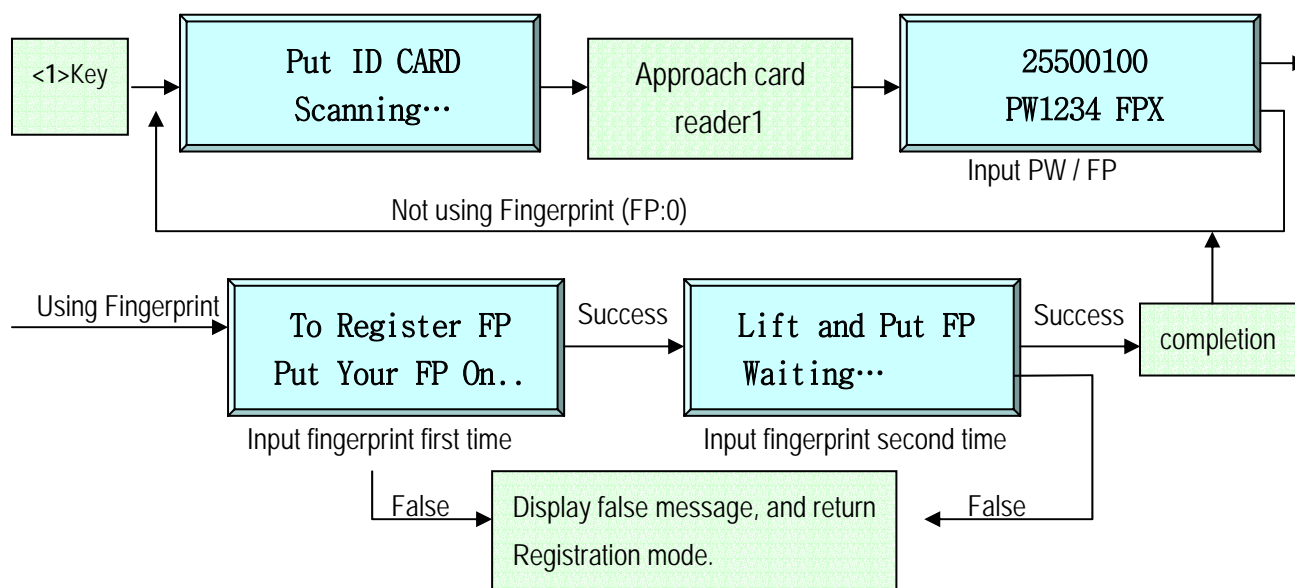 <1>Key
Put ID CARD
Scanning…
Approach card
reader1
25500100
PW1234 FPX
Input PW / FP
Not using Fingerprint (FP:0)
Using Fingerprint
To Register FP
Put Your FP On..
Success
Lift and Put FP
Waiting…
Success
completion
Input fingerprint first time
Input fingerprint second time
False
Display false message, and return
Registration mode.
False